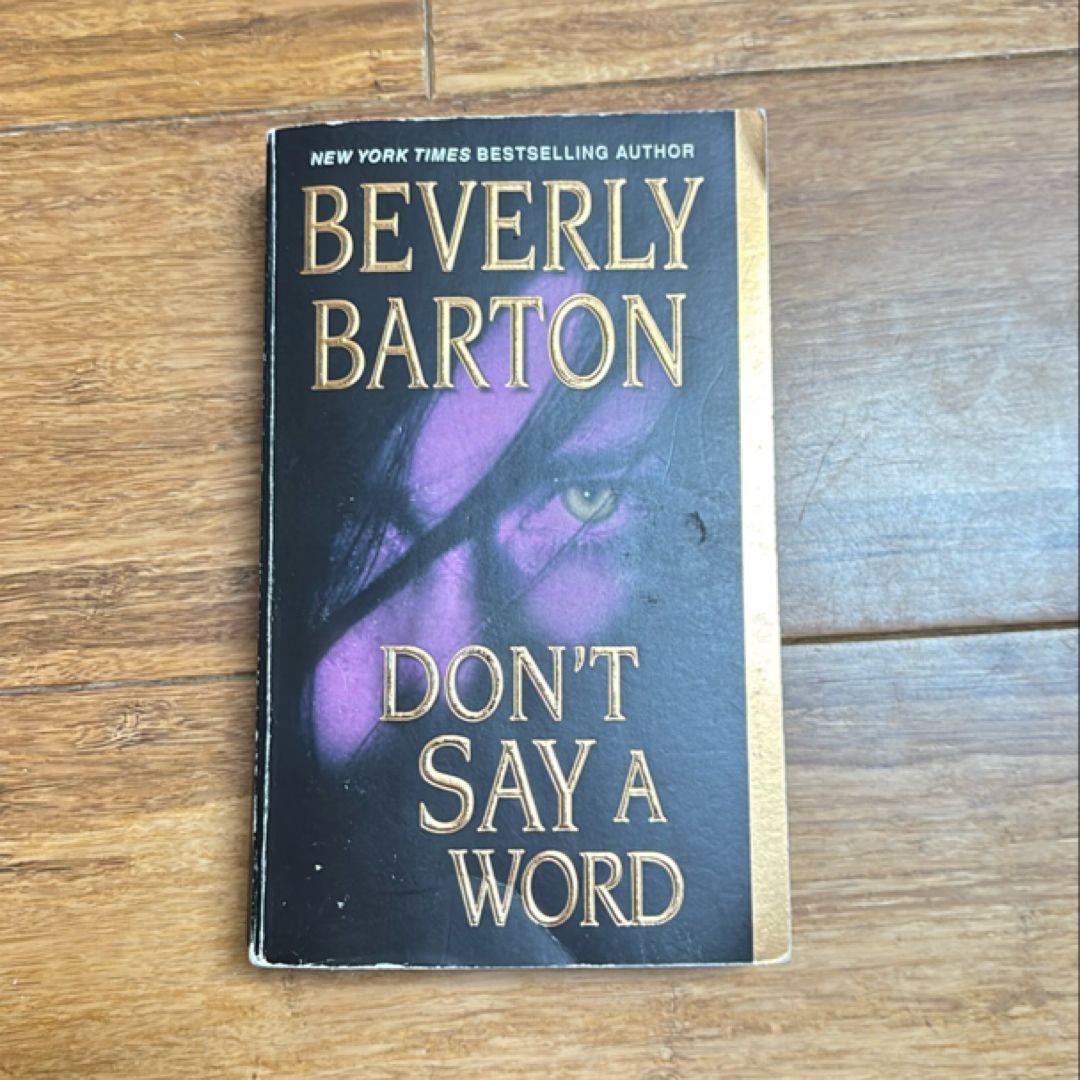 NEW YORK TIMES BESTSELLING AUTHOR
BEVERLY
BARTON
DON'T
SAY A
WORD